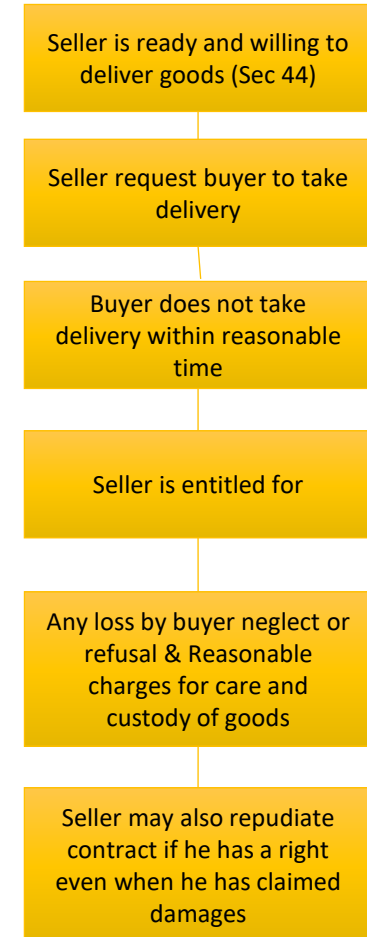 Seller is ready and willing to
deliver goods (Sec 44)
Seller request buyer to take
delivery
Buyer does not take
delivery within reasonable
time
Seller is entitled for
Any loss by buyer neglect or
refusal & Reasonable
charges for care and
custody of goods
Seller may also repudiate
contract if he has a right
even when he has claimed
damages